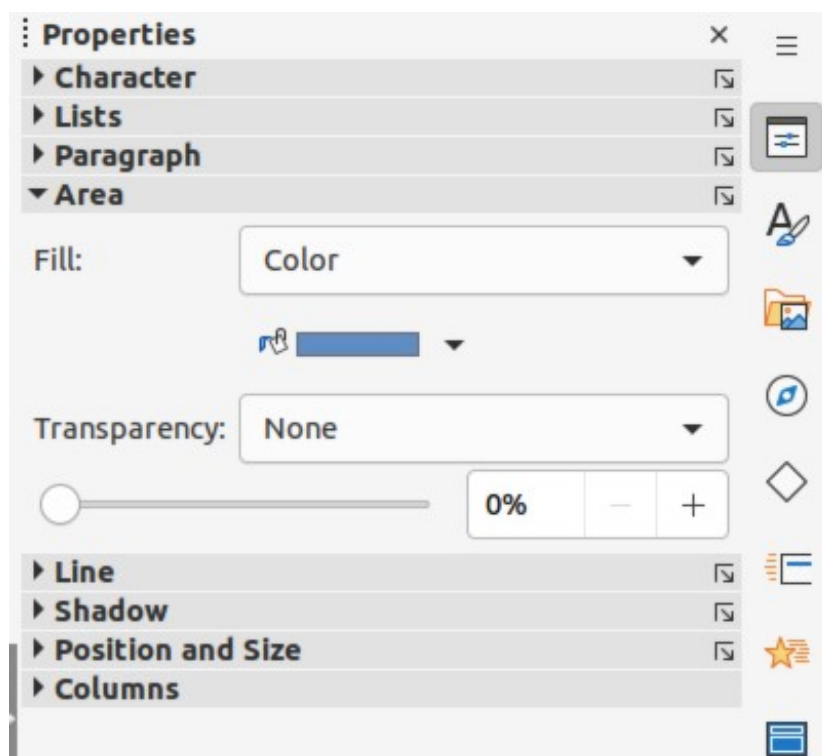 Properties
Character
Lists
Paragraph
Area
Fill: Color
Transparency: None
0%
Line
Shadow
Position and Size
Columns